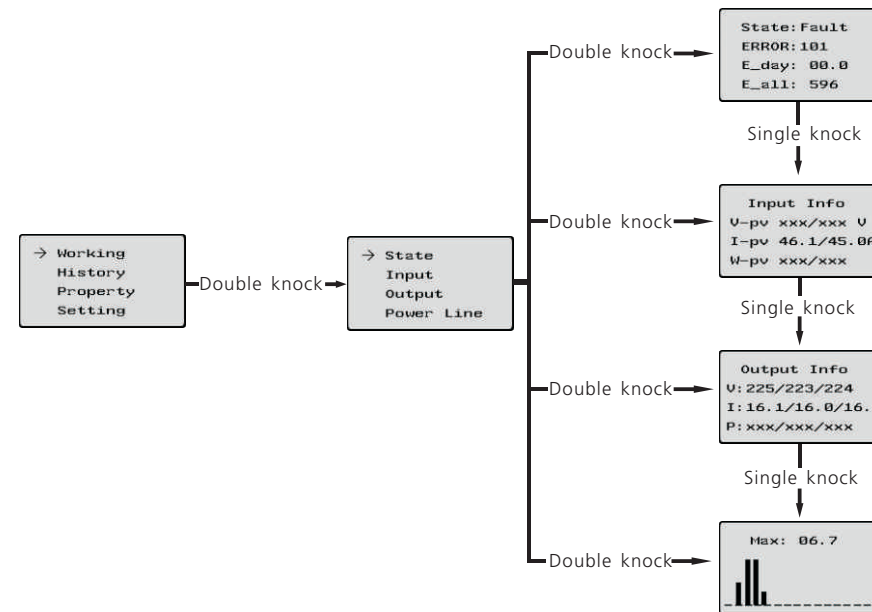 → Working
History
Property
Setting
Double knock
→ State
Input
Output
Power Line
Double knock
State:Fault
ERROR:101
E_day: 00.0
E_all: 596
Single knock
Double knock
Input Info
V-pv xxx/xxx V
I-pv 46.1/45.0A
W-pv xxx/xxx
Single knock
Double knock
Output Info
V:225/223/224
I:16.1/16.0/16.
P:xxx/xxx/xxx
Single knock
Double knock
Max: 06.7